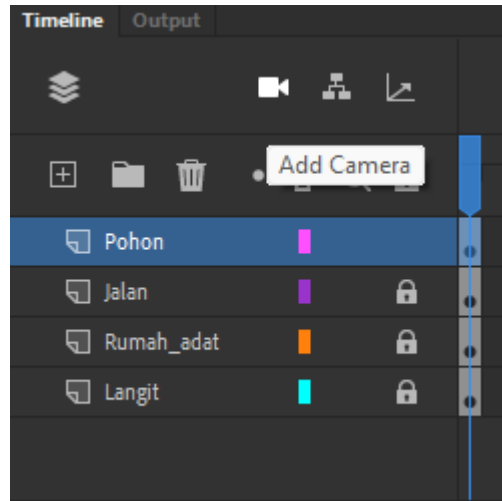 Timeline Output
Add Camera
Pohon
Jalan
Rumah_adat
Langit